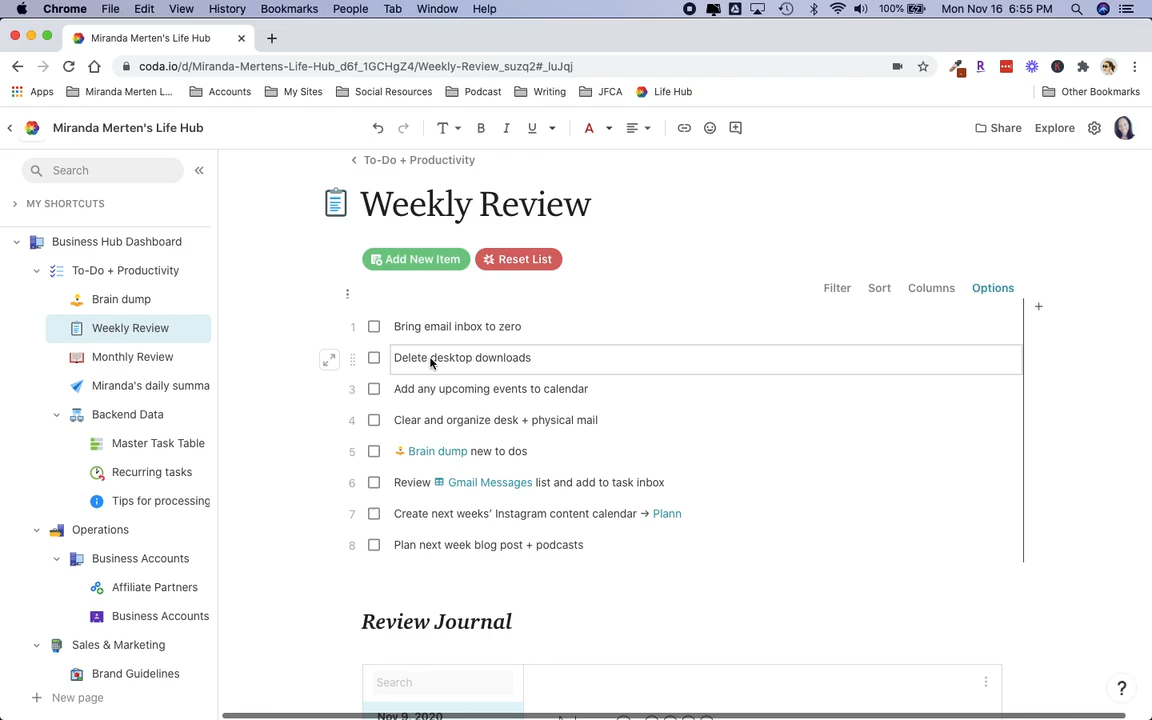 Chrome File Edit View History Bookmarks People Tab Window Help 100% Mon Nov 16 6:55 PM
Miranda Merten's Life Hub
coda.io/d/Miranda-Mertens-Life-Hub_d6f_1GCHgZ4/Weekly-Review_suzq2#_luJqj
Apps Miranda Merten L... Accounts My Sites Social Resources Podcast Writing JFCA Life Hub Other Bookmarks
Miranda Merten's Life Hub T B I U A Share Explore
Search
MY SHORTCUTS
Business Hub Dashboard
To-Do + Productivity
Brain dump
Weekly Review
Monthly Review
Miranda's daily summa
Backend Data
Master Task Table
Recurring tasks
Tips for processing
Operations
Business Accounts
Affiliate Partners
Business Accounts
Sales & Marketing
Brand Guidelines
+ New page
To-Do + Productivity
Weekly Review
Add New Item Reset List
Filter Sort Columns Options
1 Bring email inbox to zero
Delete desktop downloads
3 Add any upcoming events to calendar
4 Clear and organize desk + physical mail
5 Brain dump new to dos
6 Review Gmail Messages list and add to task inbox
7 Create next weeks' Instagram content calendar → Plann
8 Plan next week blog post + podcasts
Review Journal
Search
Nov 9, 2020
?